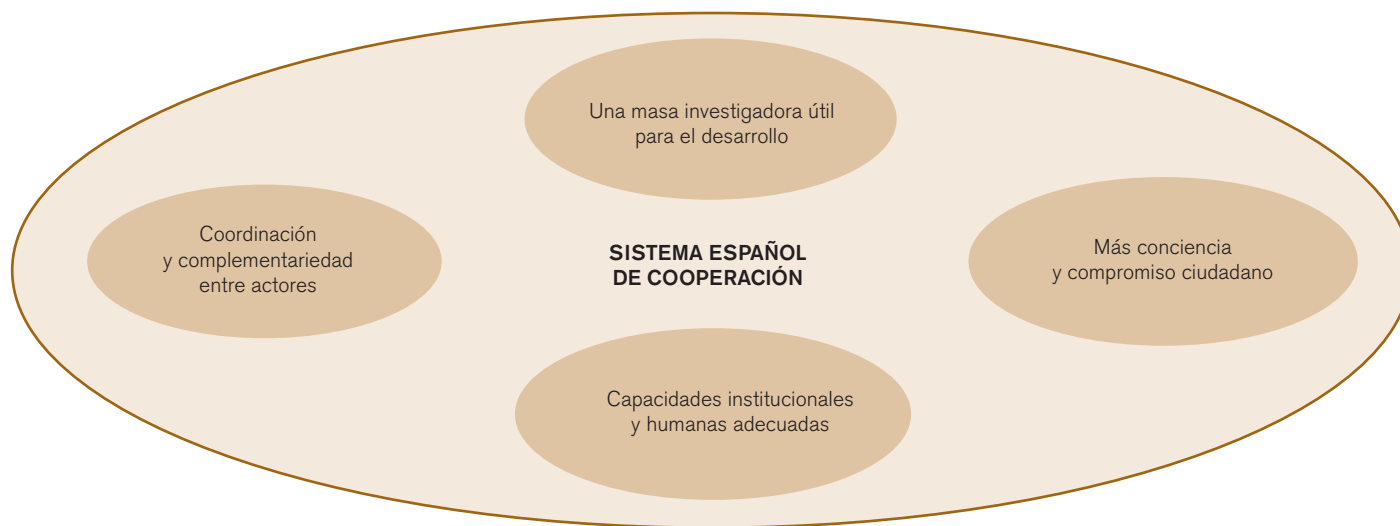 Una masa investigadora útil
para el desarrollo
Coordinación
y complementariedad
entre actores
SISTEMA ESPAÑOL
DE COOPERACIÓN
Más conciencia
y compromiso ciudadano
Capacidades institucionales
y humanas adecuadas